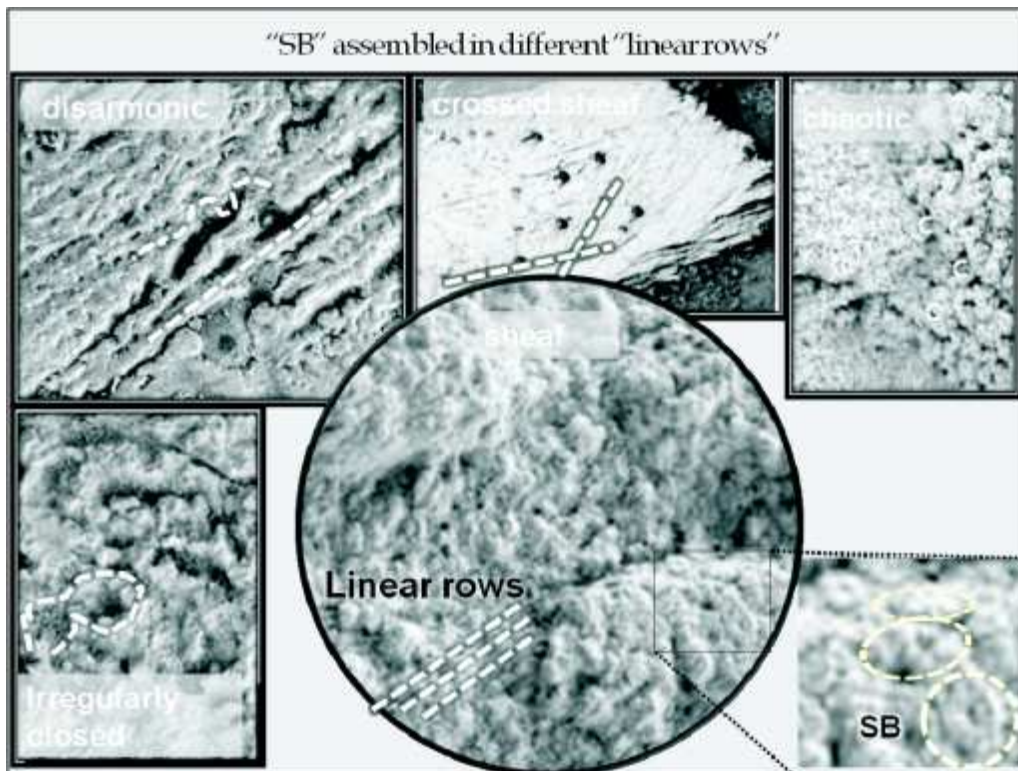 “SB” assembled in different “linear rows”
disarmonic
crossed sheaf
chaotic
sheaf
Linear rows
Irregularly
closed
SB